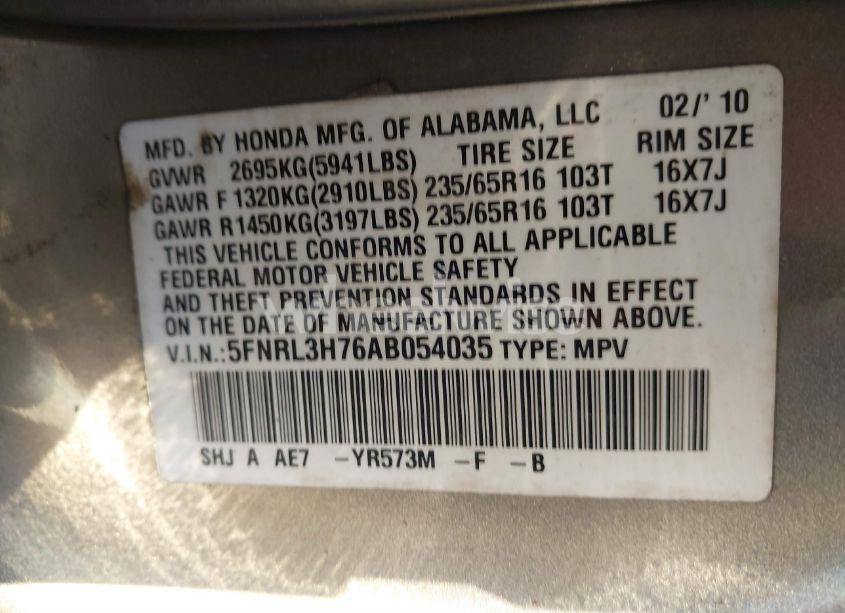 MFD. BY HONDA MFG. OF ALABAMA, LLC 02/' 10
GVWR 2695KG(5941LBS) TIRE SIZE RIM SIZE
GAWR F 1320KG(2910LBS) 235/65R16 103T 16X7J
GAWR R1450KG(3197LBS) 235/65R16 103T 16X7J
THIS VEHICLE CONFORMS TO ALL APPLICABLE
FEDERAL MOTOR VEHICLE SAFETY
AND THEFT PREVENTION STANDARDS IN EFFECT
ON THE DATE OF MANUFACTURE SHOWN ABOVE.
V.I.N.:5FNRL3H76AB054035 TYPE: MPV
SHJ A AE7 -YR573M -F -B